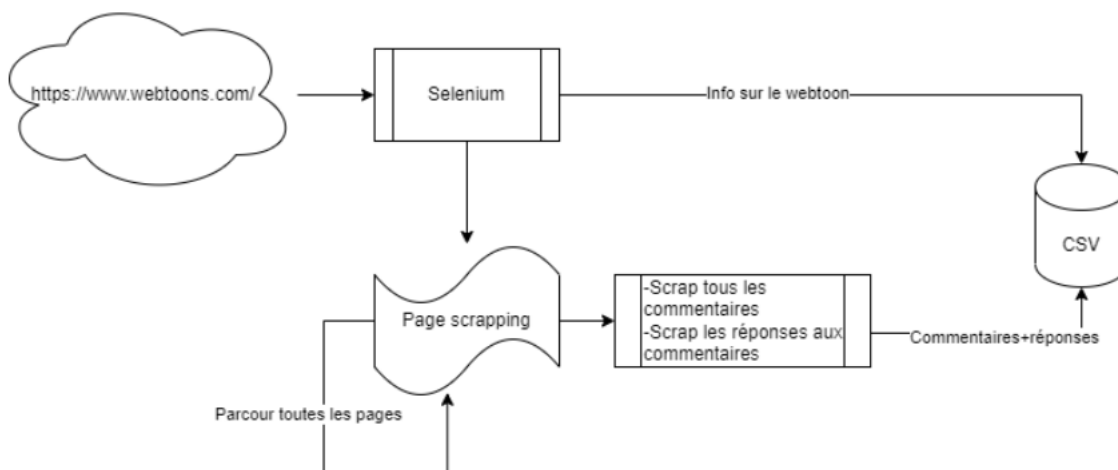 https://www.webtoons.com/
Selenium
Info sur le webtoon
CSV
Page scrapping
-Scrap tous les
commentaires
-Scrap les réponses aux
commentaires
Commentaires+réponses
Parcour toutes les pages